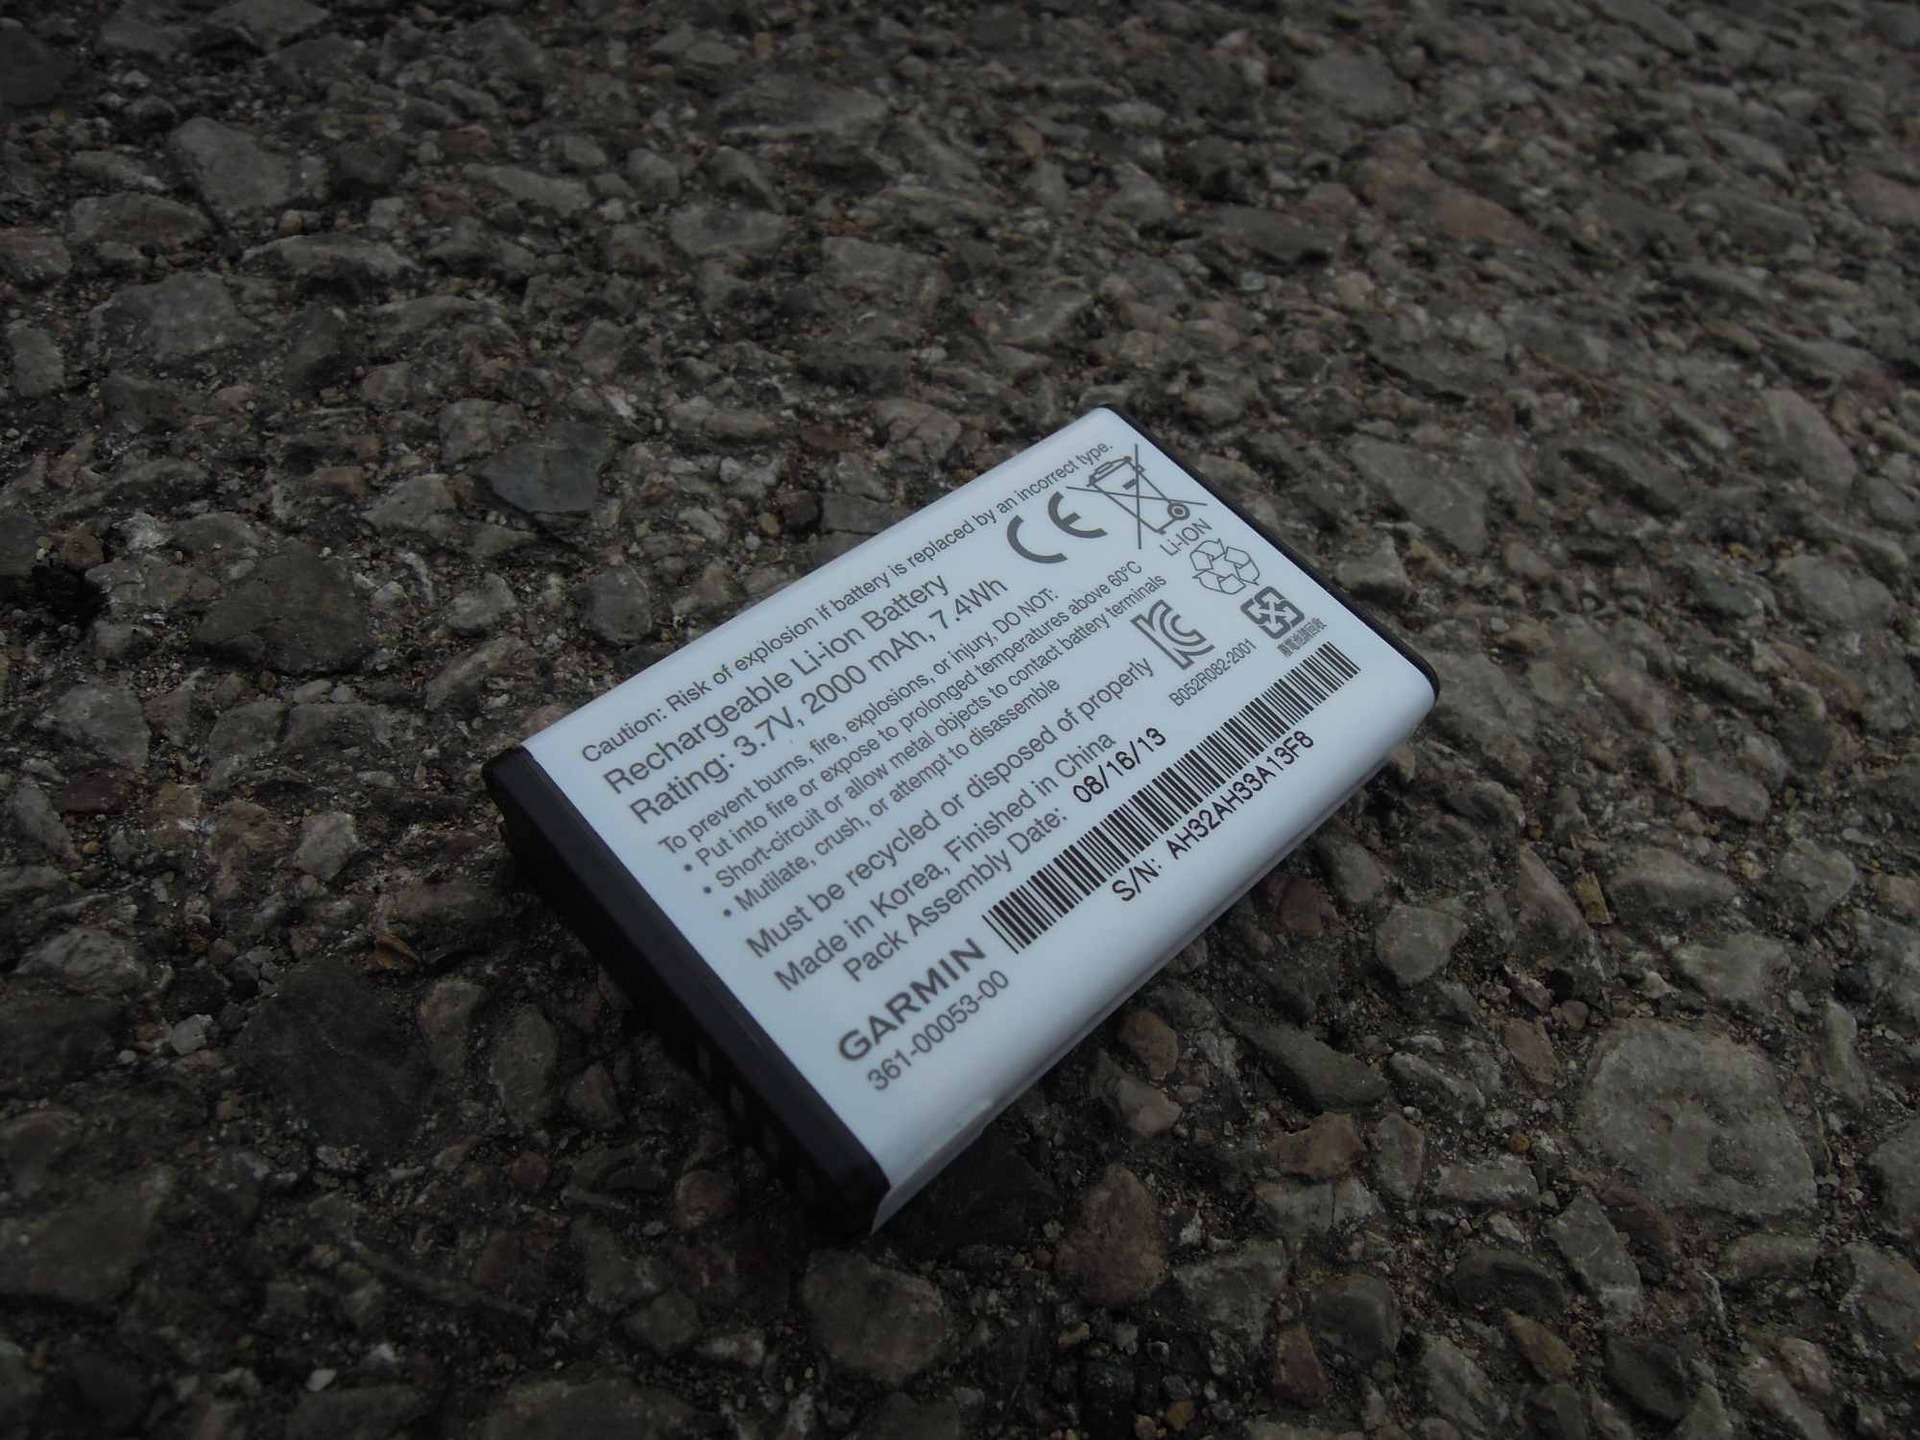 Caution: Risk of explosion if battery is replaced by an incorrect type.
Rechargeable Li-ion Battery
Rating: 3.7V, 2000 mAh, 7.4Wh
To prevent burns, fire, explosions, or injury, DO NOT:
• Put into fire or expose to prolonged temperatures above 60°C
• Short-circuit or allow metal objects to contact battery terminals
• Mutilate, crush, or attempt to disassemble
Must be recycled or disposed of properly
Made in Korea, Finished in China
Pack Assembly Date: 08/16/13
GARMIN
361-00053-00
S/N: AH32AH33A13F8
CE
Li-ION
B052R082-2001